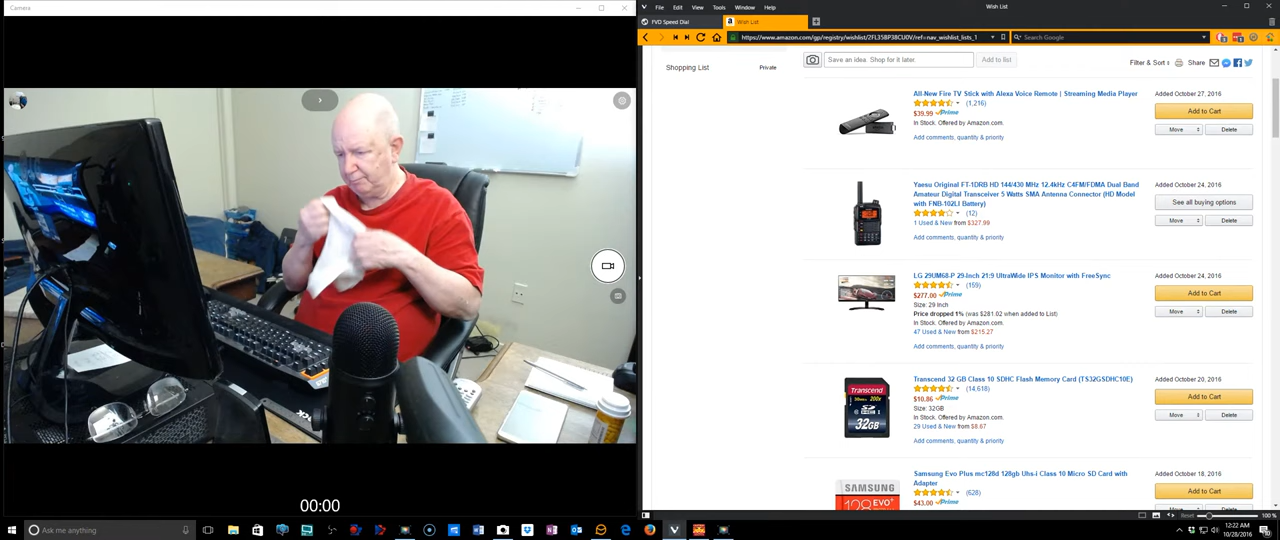 Camera
00:00
File Edit View Tools Window Help
Wish List
FVD Speed Dial
Wish List
https://www.amazon.com/gp/registry/wishlist/2FL35BP38CU0V/ref=nav_wishlist_lists_1
Search Google
Shopping List
Private
Save an idea. Shop for it later.
Add to list
Filter & Sort
Share
All-New Fire TV Stick with Alexa Voice Remote | Streaming Media Player
(1,216)
$39.99 Prime
In Stock. Offered by Amazon.com.
Add comments, quantity & priority
Added October 27, 2016
Add to Cart
Move
Delete
Yaesu Original FT-1DRB HD 144/430 MHz 12.4kHz C4FM/FDMA Dual Band
Amateur Digital Transceiver 5 Watts SMA Antenna Connector (HD Model
with FNB-102LI Battery)
(12)
1 Used & New from $327.99
Add comments, quantity & priority
Added October 24, 2016
See all buying options
Move
Delete
LG 29UM68-P 29-Inch 21:9 UltraWide IPS Monitor with FreeSync
(159)
$277.00 Prime
Size: 29 Inch
Price dropped 1% (was $281.02 when added to List)
In Stock. Offered by Amazon.com.
47 Used & New from $215.27
Add comments, quantity & priority
Added October 24, 2016
Add to Cart
Move
Delete
Transcend
200x
32GB
Transcend 32 GB Class 10 SDHC Flash Memory Card (TS32GSDHC10E)
(14,618)
$10.86 Prime
Size: 32GB
In Stock. Offered by Amazon.com.
29 Used & New from $8.67
Add comments, quantity & priority
Added October 20, 2016
Add to Cart
Move
Delete
SAMSUNG
128 EVO+
Samsung Evo Plus mc128d 128gb Uhs-i Class 10 Micro SD Card with
Adapter
(628)
$43.00 Prime
Added October 18, 2016
Add to Cart
Reset
100 %
Ask me anything
12:22 AM
10/28/2016